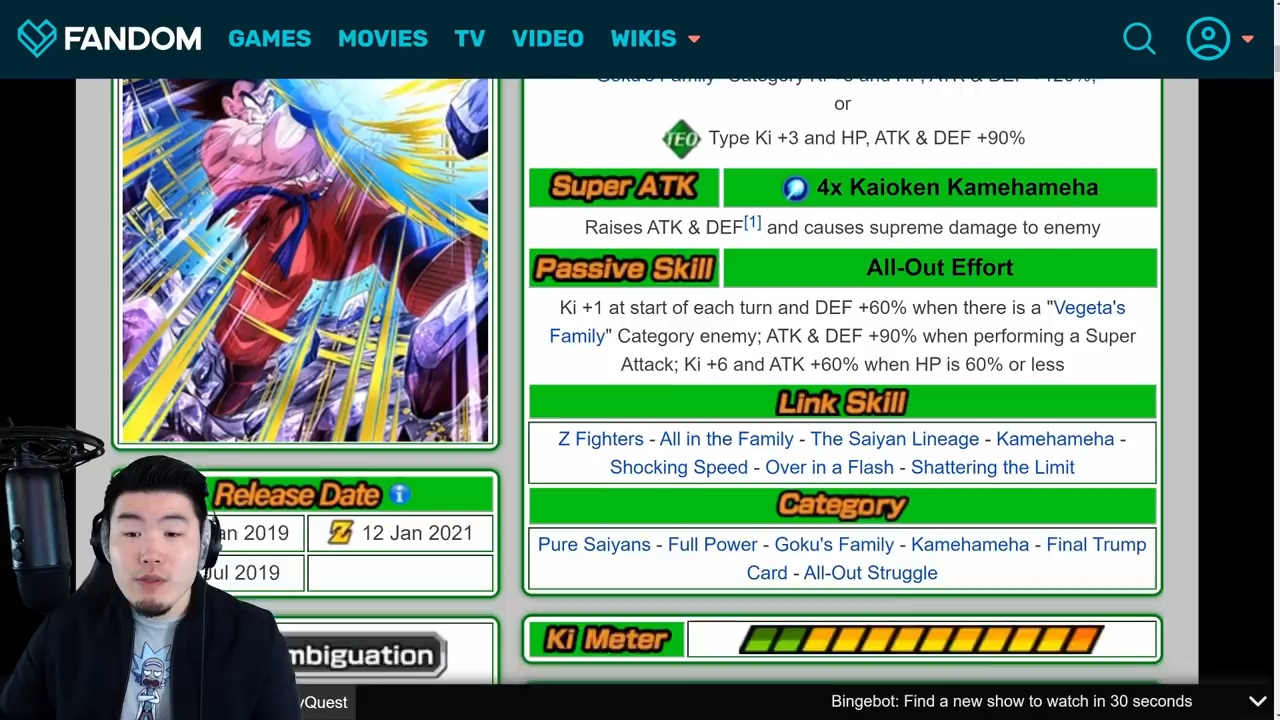 FANDOM GAMES MOVIES TV VIDEO WIKIS
or
TEQ Type Ki +3 and HP, ATK & DEF +90%
Super ATK 4x Kaioken Kamehameha
Raises ATK & DEF[1] and causes supreme damage to enemy
Passive Skill All-Out Effort
Ki +1 at start of each turn and DEF +60% when there is a "Vegeta's
Family" Category enemy; ATK & DEF +90% when performing a Super
Attack; Ki +6 and ATK +60% when HP is 60% or less
Link Skill
Z Fighters - All in the Family - The Saiyan Lineage - Kamehameha -
Shocking Speed - Over in a Flash - Shattering the Limit
Category
Pure Saiyans - Full Power - Goku's Family - Kamehameha - Final Trump
Card - All-Out Struggle
Release Date
2019 Z 12 Jan 2021
2019
Ki Meter
Bingebot: Find a new show to watch in 30 seconds